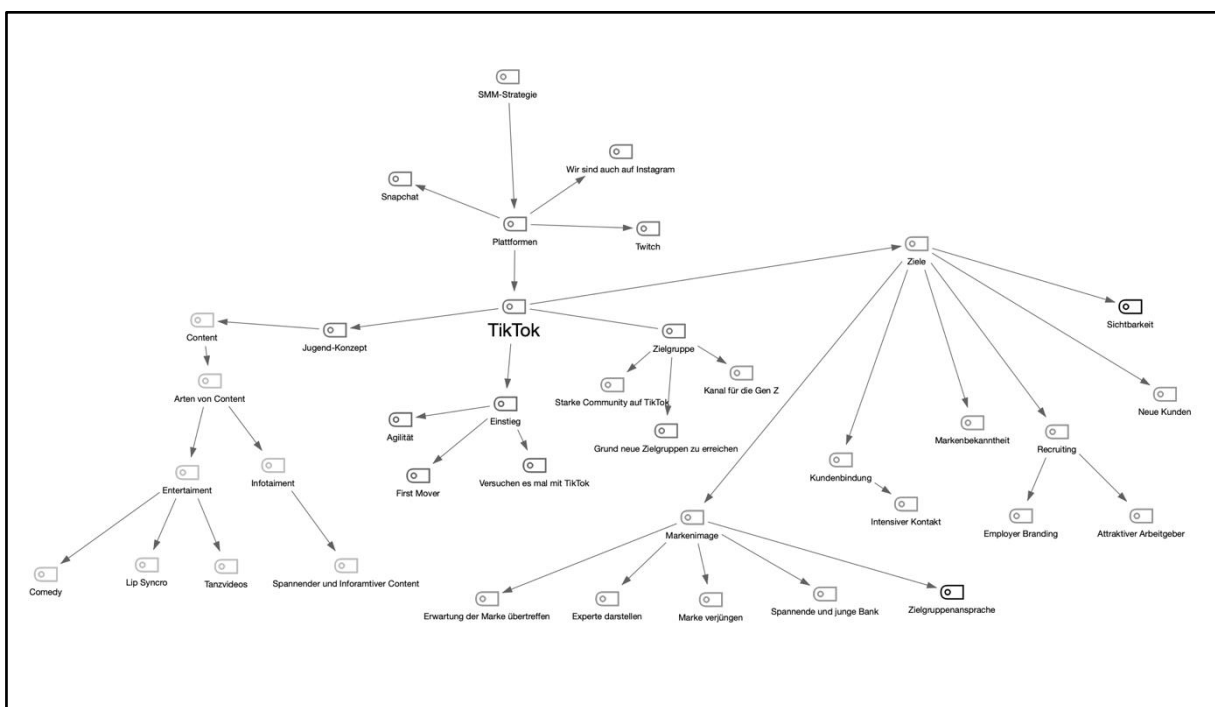 SMM-Strategie
Wir sind auch auf Instagram
Snapchat
Plattformen
Twitch
Ziele
TikTok
Sichtbarkeit
Content
Jugend-Konzept
Zielgruppe
Arten von Content
Starke Community auf TikTok
Kanal für die Gen Z
Neue Kunden
Agilität
Einstieg
Markenbekanntheit
Grund neue Zielgruppen zu erreichen
Recruiting
Entertaiment
Infotaiment
First Mover
Versuchen es mal mit TikTok
Kundenbindung
Intensiver Kontakt
Markenimage
Employer Branding
Attraktiver Arbeitgeber
Comedy
Lip Syncro
Tanzvideos
Spannender und Inforamtiver Content
Erwartung der Marke übertreffen
Experte darstellen
Marke verjüngen
Spannende und junge Bank
Zielgruppenansprache